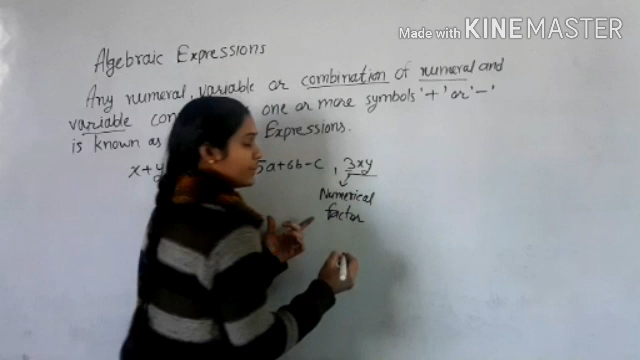 Made with KINEMASTER
Algebraic Expressions
Any numeral, variable or combination of numeral and
variable con one or more symbols '+' or '-'
is known as Expressions.
x+y 5a+6b-c , 3xy
Numerical
factor